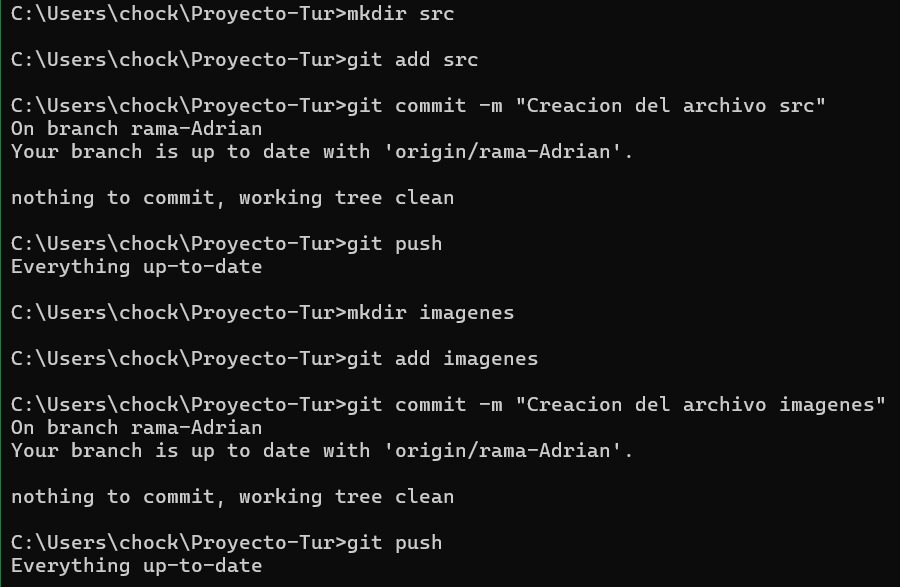 C:\Users\chock\Proyecto-Tur>mkdir src
C:\Users\chock\Proyecto-Tur>git add src
C:\Users\chock\Proyecto-Tur>git commit -m "Creacion del archivo src"
On branch rama-Adrian
Your branch is up to date with 'origin/rama-Adrian'.
nothing to commit, working tree clean
C:\Users\chock\Proyecto-Tur>git push
Everything up-to-date
C:\Users\chock\Proyecto-Tur>mkdir imagenes
C:\Users\chock\Proyecto-Tur>git add imagenes
C:\Users\chock\Proyecto-Tur>git commit -m "Creacion del archivo imagenes"
On branch rama-Adrian
Your branch is up to date with 'origin/rama-Adrian'.
nothing to commit, working tree clean
C:\Users\chock\Proyecto-Tur>git push
Everything up-to-date